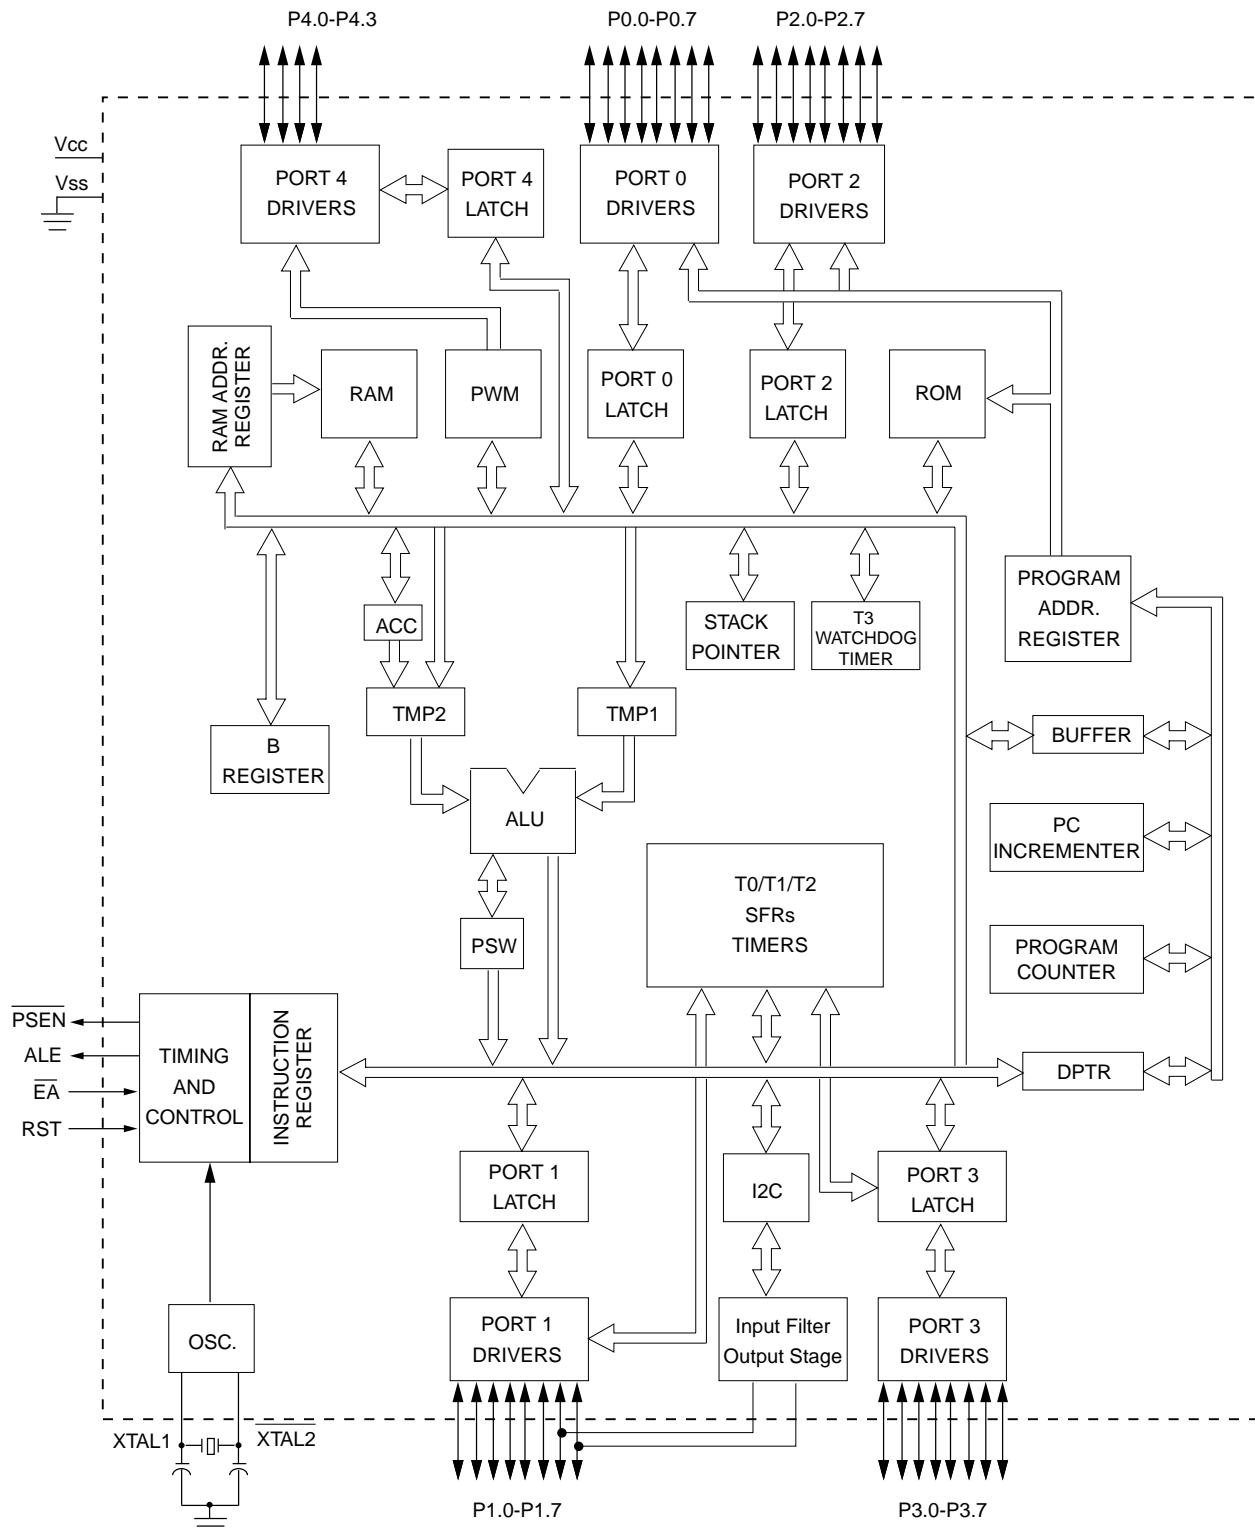 P4.0-P4.3
P0.0-P0.7
P2.0-P2.7
Vcc
Vss
PORT 4
DRIVERS
PORT 4
LATCH
PORT 0
DRIVERS
PORT 2
DRIVERS
RAM ADDR.
REGISTER
RAM
PWM
PORT 0
LATCH
PORT 2
LATCH
ROM
PROGRAM
ADDR.
REGISTER
ACC
STACK
POINTER
T3
WATCHDOG
TIMER
TMP2
TMP1
B
REGISTER
BUFFER
ALU
PC
INCREMENTER
T0/T1/T2
SFRs
TIMERS
PSW
PROGRAM
COUNTER
PSEN
ALE
EA
RST
TIMING
AND
CONTROL
INSTRUCTION
REGISTER
DPTR
PORT 1
LATCH
I2C
PORT 3
LATCH
OSC.
PORT 1
DRIVERS
Input Filter
Output Stage
PORT 3
DRIVERS
XTAL1
XTAL2
P1.0-P1.7
P3.0-P3.7